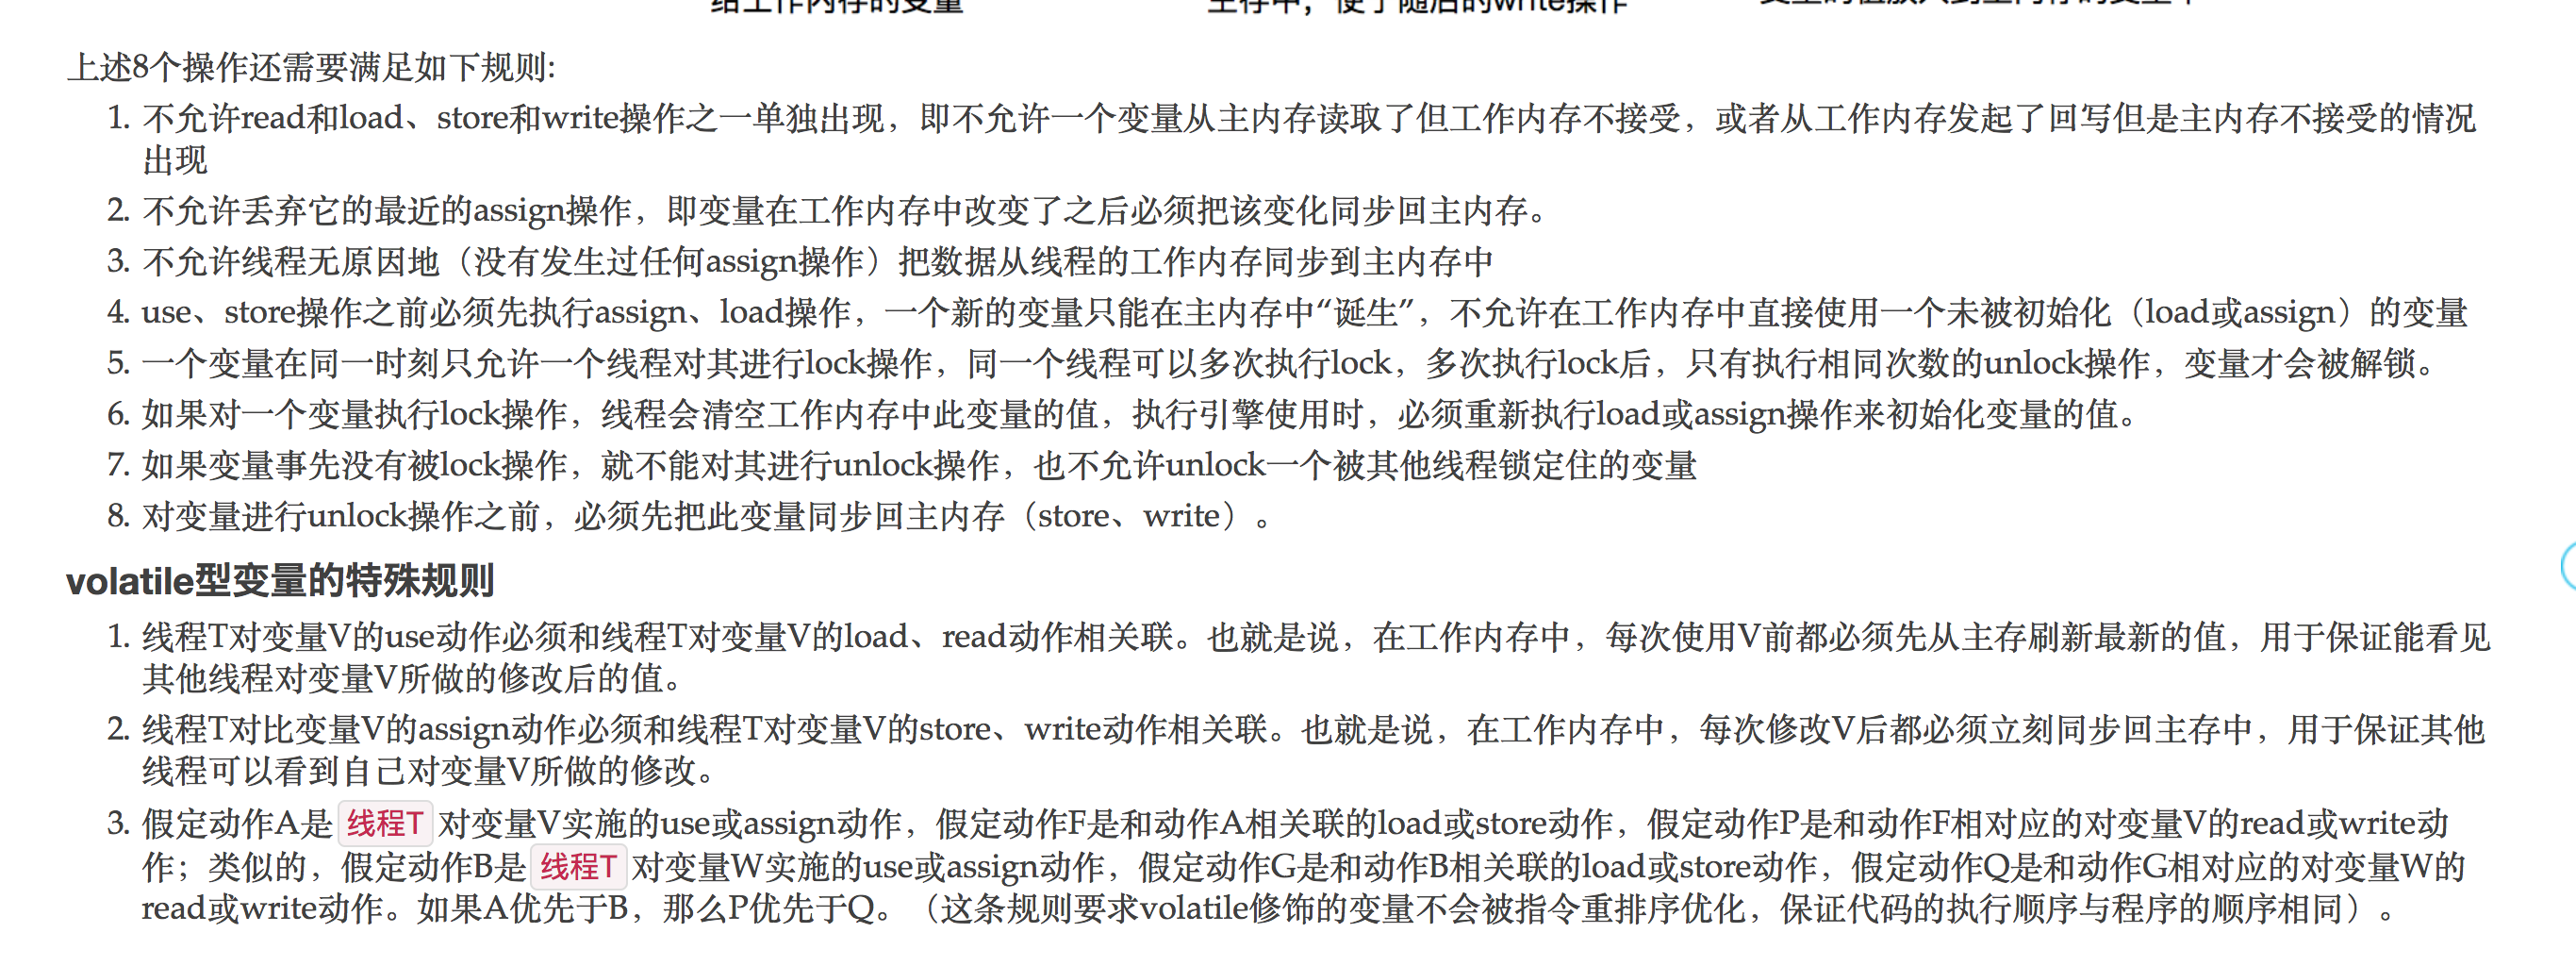 给工作内存的变量 主存中，便于随后的write操作
上述8个操作还需要满足如下规则:
1. 不允许read和load、store和write操作之一单独出现，即不允许一个变量从主内存读取了但工作内存不接受，或者从工作内存发起了回写但是主内存不接受的情况
出现
2. 不允许丢弃它的最近的assign操作，即变量在工作内存中改变了之后必须把该变化同步回主内存。
3. 不允许线程无原因地（没有发生过任何assign操作）把数据从线程的工作内存同步到主内存中
4. use、store操作之前必须先执行assign、load操作，一个新的变量只能在主内存中“诞生”，不允许在工作内存中直接使用一个未被初始化（load或assign）的变量
5. 一个变量在同一时刻只允许一个线程对其进行lock操作，同一个线程可以多次执行lock，多次执行lock后，只有执行相同次数的unlock操作，变量才会被解锁。
6. 如果对一个变量执行lock操作，线程会清空工作内存中此变量的值，执行引擎使用时，必须重新执行load或assign操作来初始化变量的值。
7. 如果变量事先没有被lock操作，就不能对其进行unlock操作，也不允许unlock一个被其他线程锁定住的变量
8. 对变量进行unlock操作之前，必须先把此变量同步回主内存（store、write）。
volatile型变量的特殊规则
1. 线程T对变量V的use动作必须和线程T对变量V的load、read动作相关联。也就是说，在工作内存中，每次使用V前都必须先从主存刷新最新的值，用于保证能看见
其他线程对变量V所做的修改后的值。
2. 线程T对比变量V的assign动作必须和线程T对变量V的store、write动作相关联。也就是说，在工作内存中，每次修改V后都必须立刻同步回主存中，用于保证其他
线程可以看到自己对变量V所做的修改。
3. 假定动作A是 线程T 对变量V实施的use或assign动作，假定动作F是和动作A相关联的load或store动作，假定动作P是和动作F相对应的对变量V的read或write动
作；类似的，假定动作B是 线程T 对变量W实施的use或assign动作，假定动作G是和动作B相关联的load或store动作，假定动作Q是和动作G相对应的对变量W的
read或write动作。如果A优先于B，那么P优先于Q。（这条规则要求volatile修饰的变量不会被指令重排序优化，保证代码的执行顺序与程序的顺序相同）。